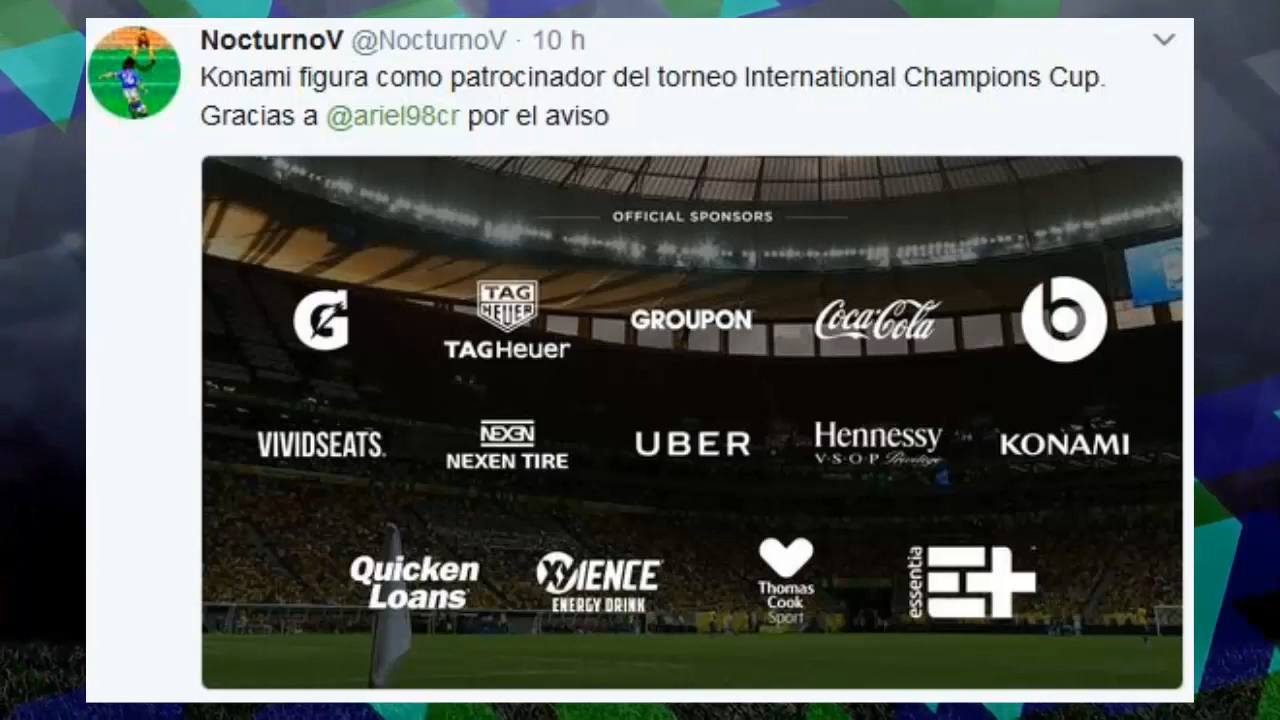 NocturnoV @NocturnoV · 10 h
Konami figura como patrocinador del torneo International Champions Cup.
Gracias a @ariel98cr por el aviso
OFFICIAL SPONSORS
G
TAG
HEUER
TAGHeuer
GROUPON
Coca-Cola
b
VIVIDSEATS.
NEXEN
NEXEN TIRE
UBER
Hennessy
V·S·O·P Privilège
KONAMI
Quicken
Loans
XYIENCE
ENERGY DRINK
Thomas
Cook
Sport
essentia